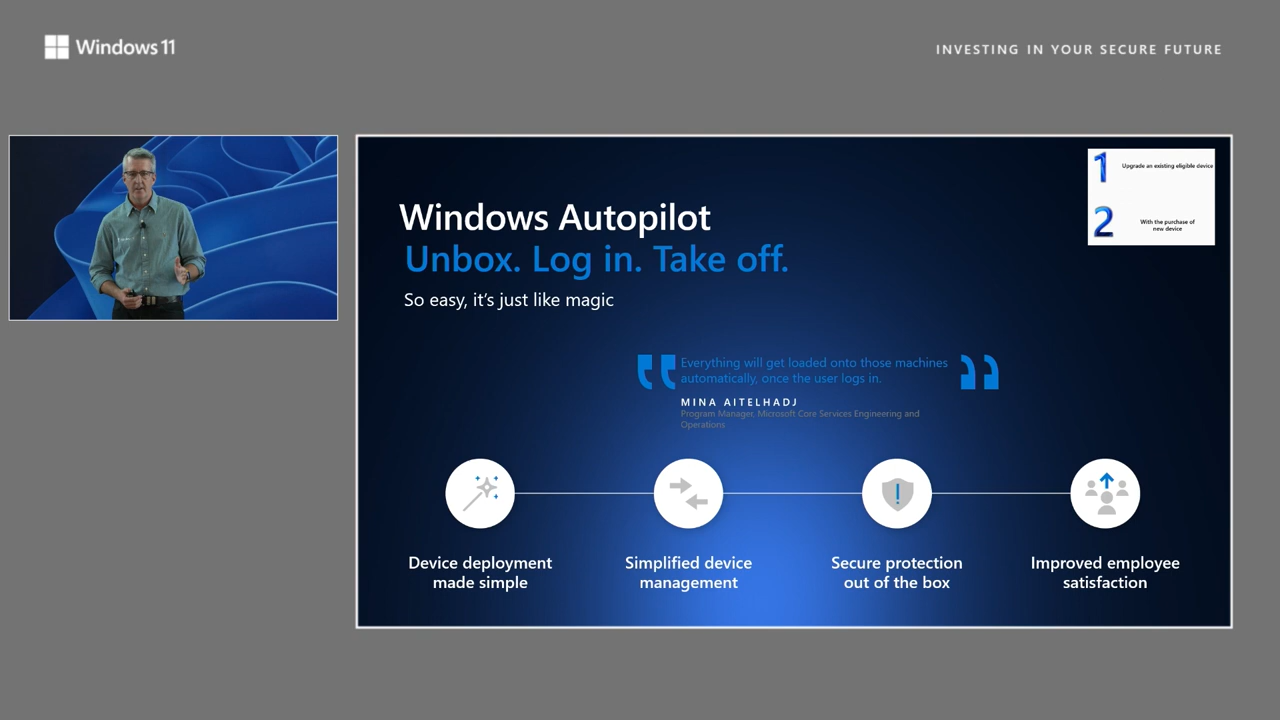 Windows 11
INVESTING IN YOUR SECURE FUTURE
1
Upgrade an existing eligible device
2
With the purchase of
new device
Windows Autopilot
Unbox. Log in. Take off.
So easy, it's just like magic
Everything will get loaded onto those machines
automatically, once the user logs in.
MINA AITELHADJ
Program Manager, Microsoft Core Services Engineering and
Operations
Device deployment
made simple
Simplified device
management
Secure protection
out of the box
Improved employee
satisfaction